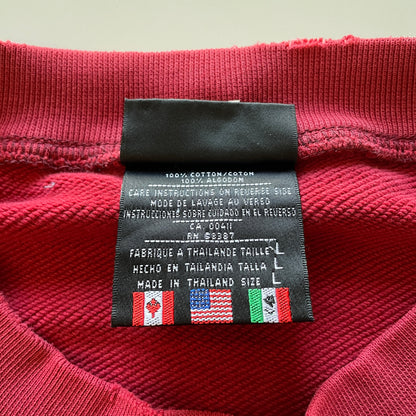 100% COTTON/COTON
100% ALGODON
CARE INSTRUCTIONS ON REVERSE SIDE
MODE DE LAVAGE AU VERSO
INSTRUCCIONES SOBRE CUIDADO EN EL REVERSO
CA. 00411
RN 58387
FABRIQUE A THAILANDE TAILLE L
HECHO EN TAILANDIA TALLA L
MADE IN THAILAND SIZE L